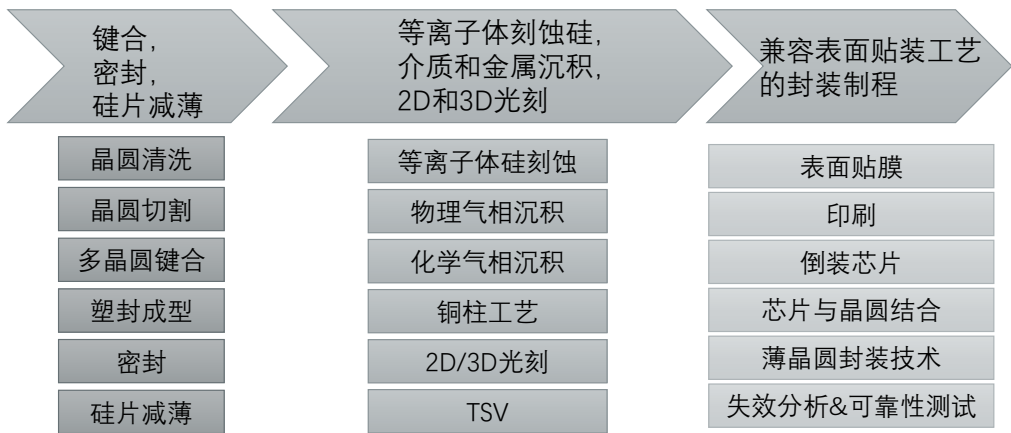 键合，
密封，
硅片减薄
等离子体刻蚀硅，
介质和金属沉积，
2D和3D光刻
兼容表面贴装工艺
的封装制程
晶圆清洗
晶圆切割
多晶圆键合
塑封成型
密封
硅片减薄
等离子体硅刻蚀
物理气相沉积
化学气相沉积
铜柱工艺
2D/3D光刻
TSV
表面贴膜
印刷
倒装芯片
芯片与晶圆结合
薄晶圆封装技术
失效分析&可靠性测试